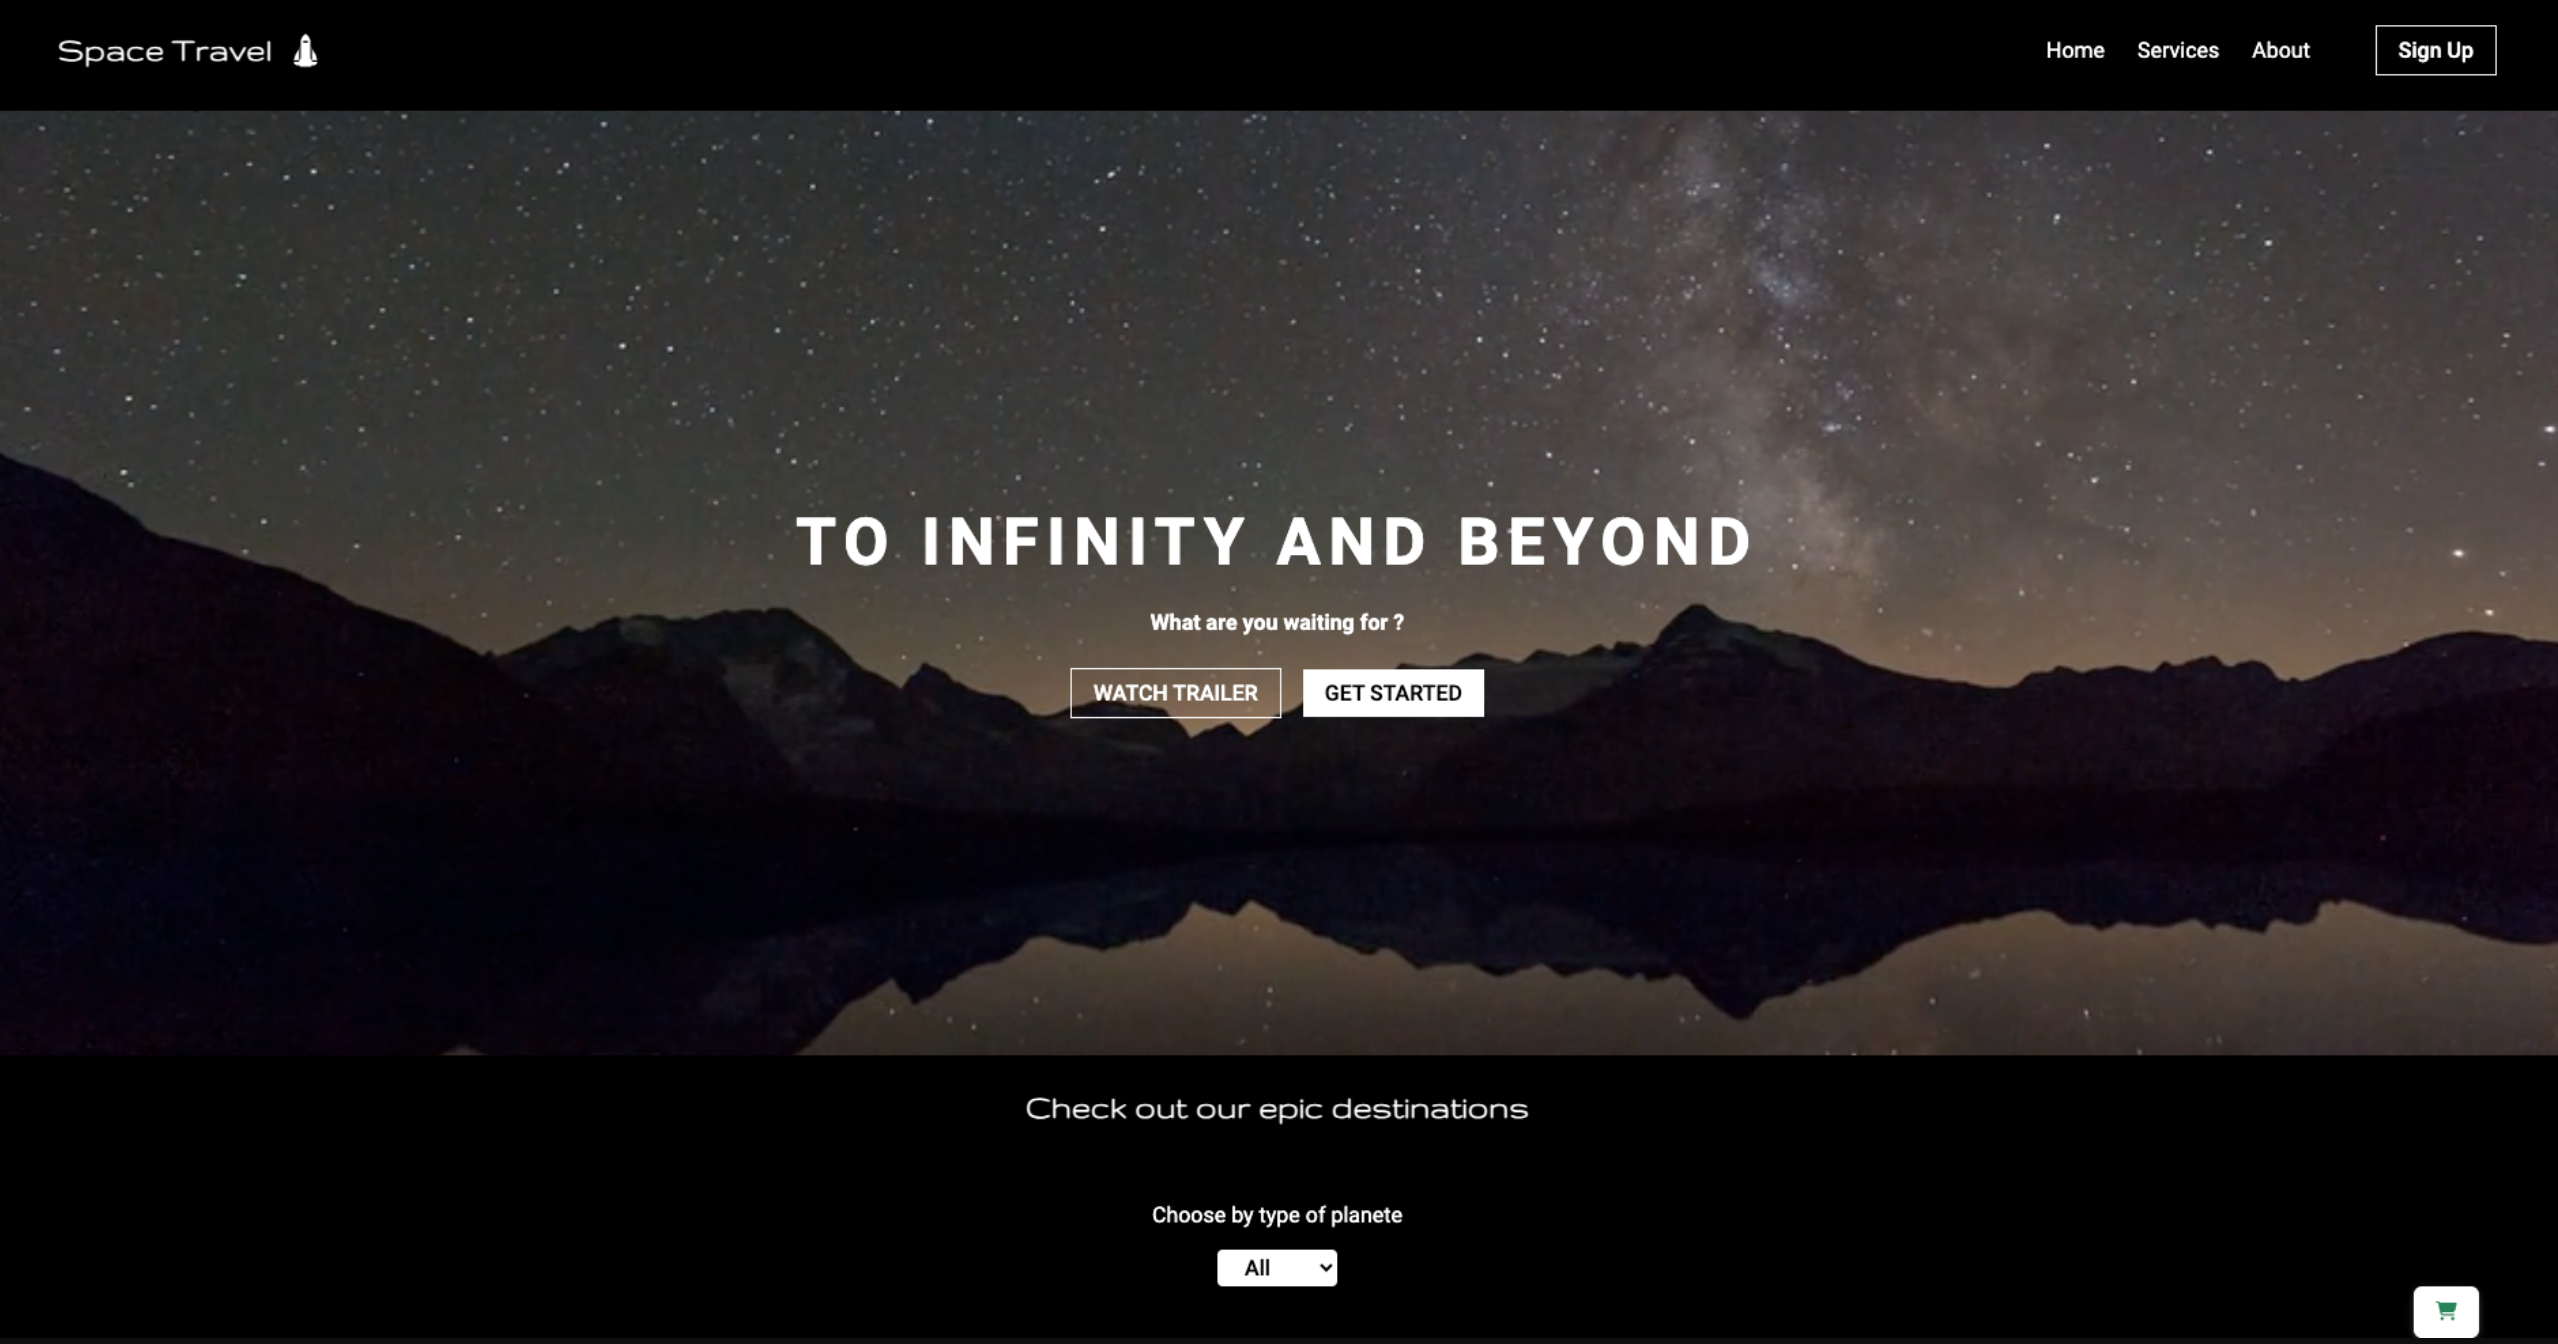 Space Travel
Home Services About Sign Up
TO INFINITY AND BEYOND
What are you waiting for ?
WATCH TRAILER GET STARTED
Check out our epic destinations
Choose by type of planete
All